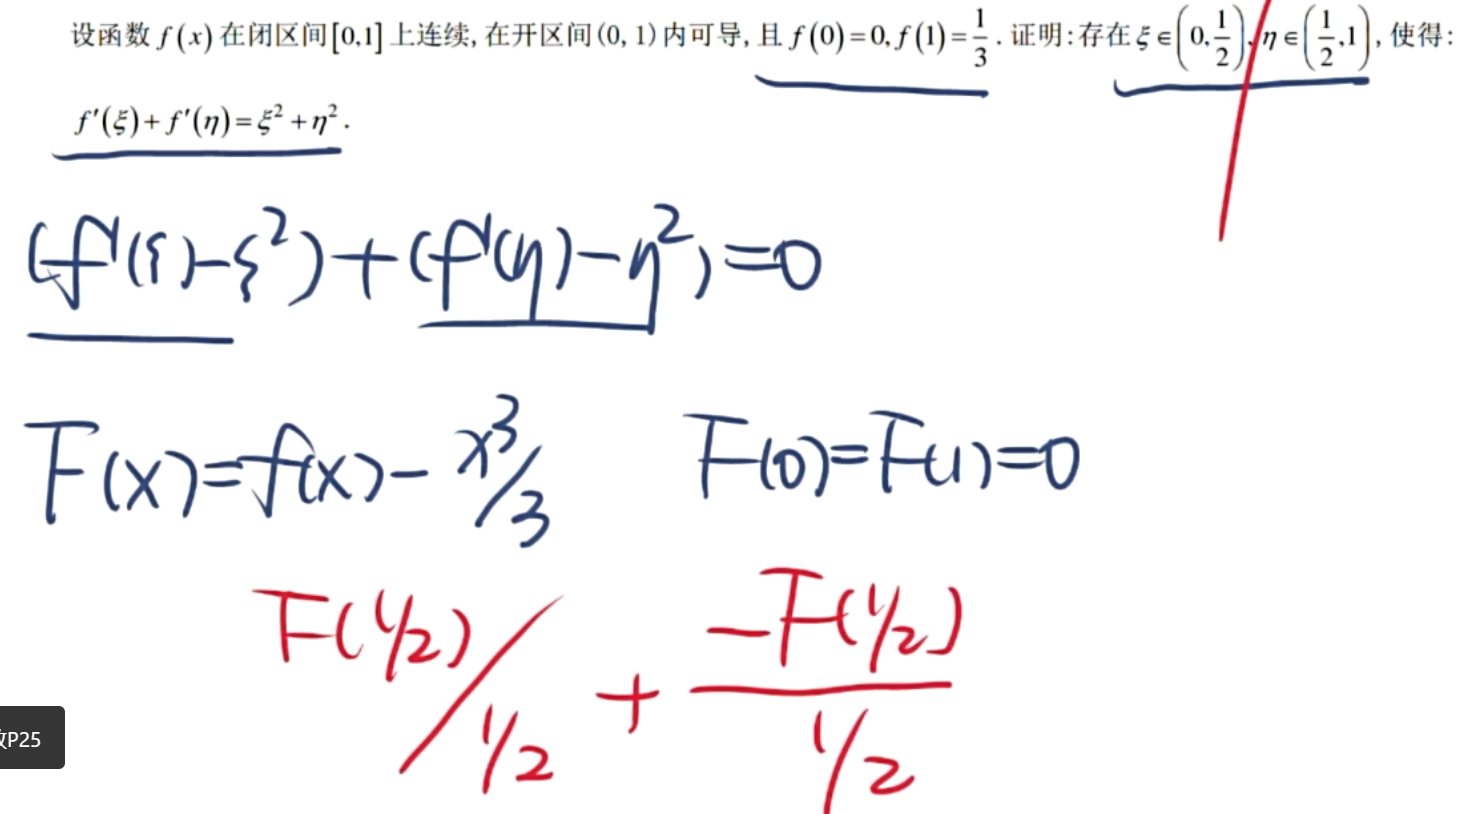 设函数 f(x) 在闭区间[0,1] 上连续, 在开区间(0, 1) 内可导, 且 f(0)=0, f(1)=1/3 . 证明:存在 ξ∈(0,1/2), η∈(1/2,1), 使得:
f′(ξ)+f′(η)=ξ²+η².
(f′(ξ)-ξ²)+(f′(η)-η²)=0
F(x)=f(x)-x³/3 F(0)=F(1)=0
F(1/2)/1/2 + -F(1/2)/1/2
P25